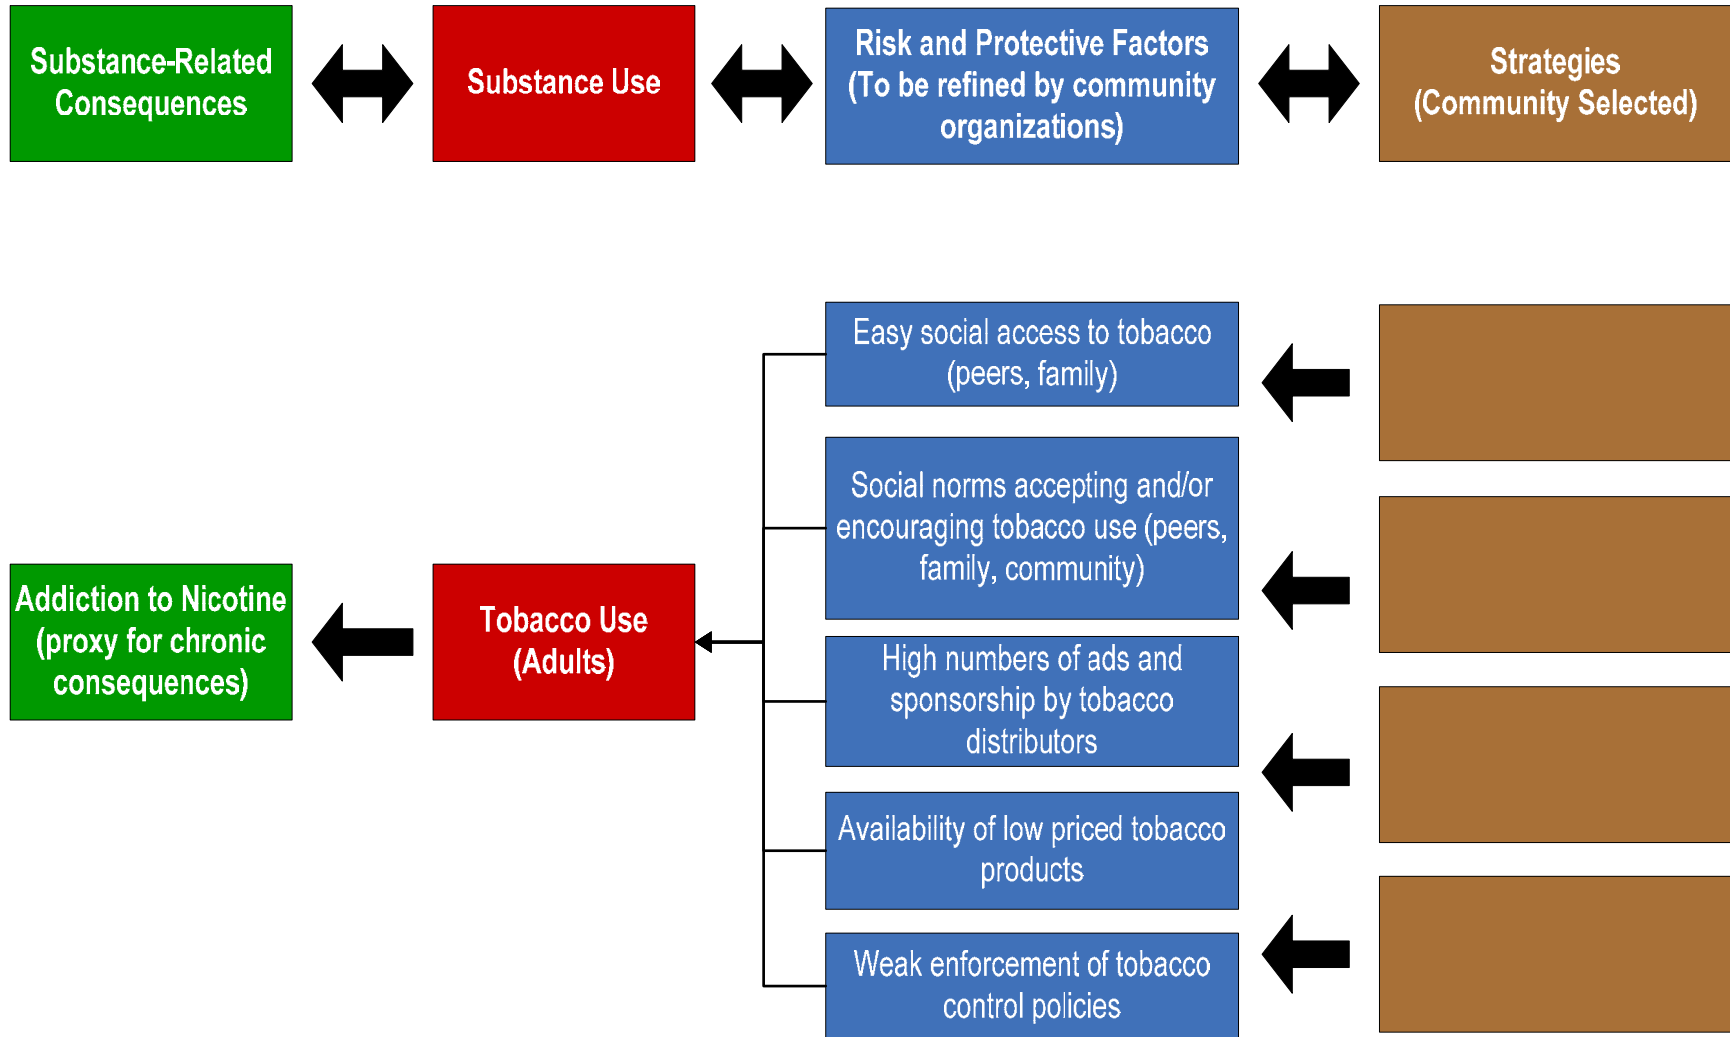 Substance-Related
Consequences
Substance Use
Risk and Protective Factors
(To be refined by community
organizations)
Strategies
(Community Selected)
Easy social access to tobacco
(peers, family)
Social norms accepting and/or
encouraging tobacco use (peers,
family, community)
Addiction to Nicotine
(proxy for chronic
consequences)
Tobacco Use
(Adults)
High numbers of ads and
sponsorship by tobacco
distributors
Availability of low priced tobacco
products
Weak enforcement of tobacco
control policies